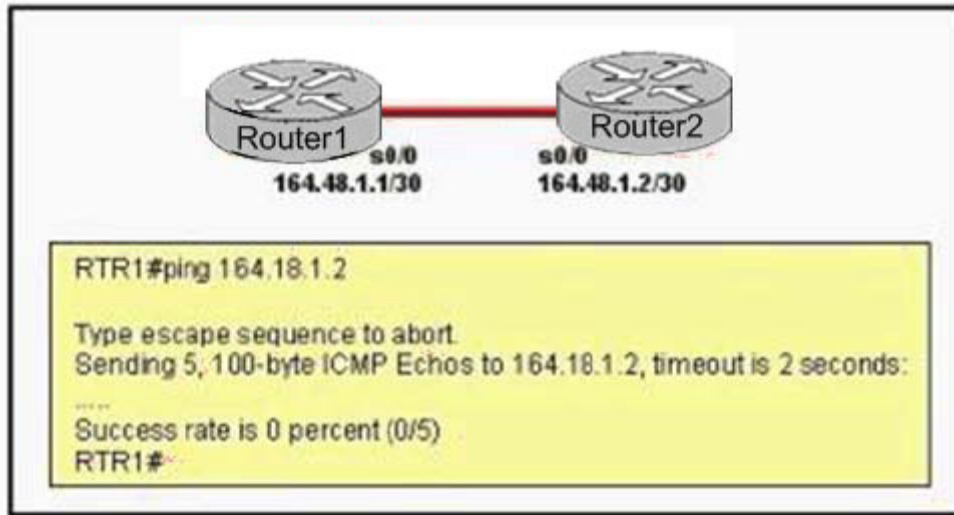 Router1
Router2
s0/0
s0/0
164.48.1.1/30
164.48.1.2/30
RTR1#ping 164.18.1.2
Type escape sequence to abort.
Sending 5, 100-byte ICMP Echos to 164.18.1.2, timeout is 2 seconds:
.....
Success rate is 0 percent (0/5)
RTR1#